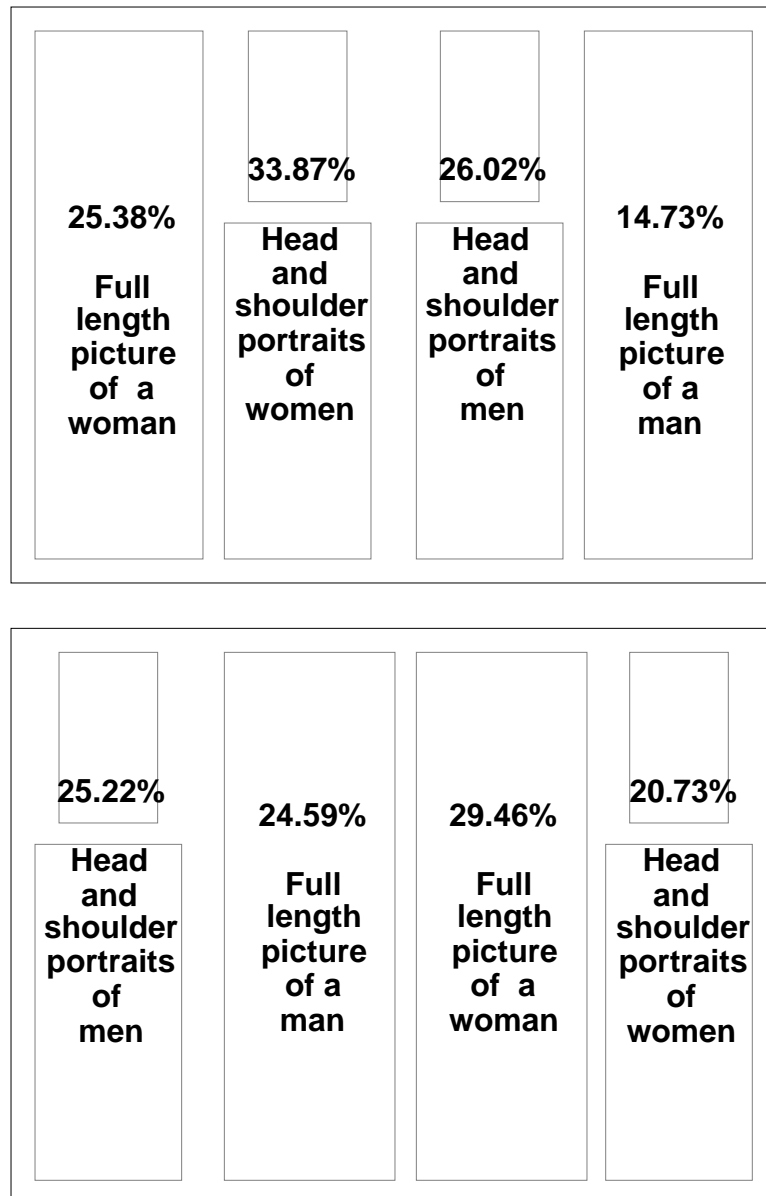 25.38%
Full
length
picture
of a
woman
33.87%
Head
and
shoulder
portraits
of
women
26.02%
Head
and
shoulder
portraits
of
men
14.73%
Full
length
picture
of a
man
25.22%
Head
and
shoulder
portraits
of
men
24.59%
Full
length
picture
of a
man
29.46%
Full
length
picture
of a
woman
20.73%
Head
and
shoulder
portraits
of
women